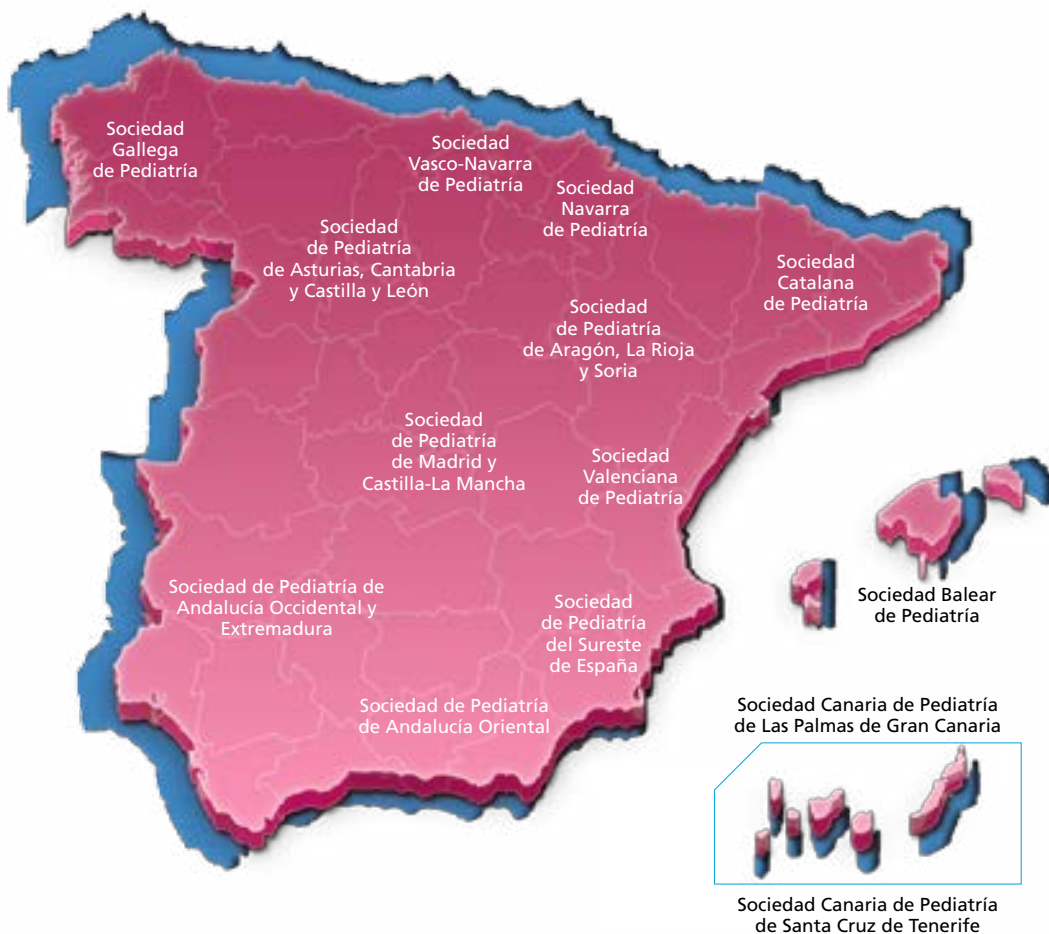 Sociedad
Gallega
de Pediatría
Sociedad
Vasco-Navarra
de Pediatría
Sociedad
Navarra
de Pediatría
Sociedad
de Pediatría
de Asturias, Cantabria
y Castilla y León
Sociedad
Catalana
de Pediatría
Sociedad
de Pediatría
de Aragón, La Rioja
y Soria
Sociedad
de Pediatría
de Madrid y
Castilla-La Mancha
Sociedad
Valenciana
de Pediatría
Sociedad de Pediatría de
Andalucía Occidental y
Extremadura
Sociedad
de Pediatría
del Sureste
de España
Sociedad Balear
de Pediatría
Sociedad de Pediatría
de Andalucía Oriental
Sociedad Canaria de Pediatría
de Las Palmas de Gran Canaria
Sociedad Canaria de Pediatría
de Santa Cruz de Tenerife